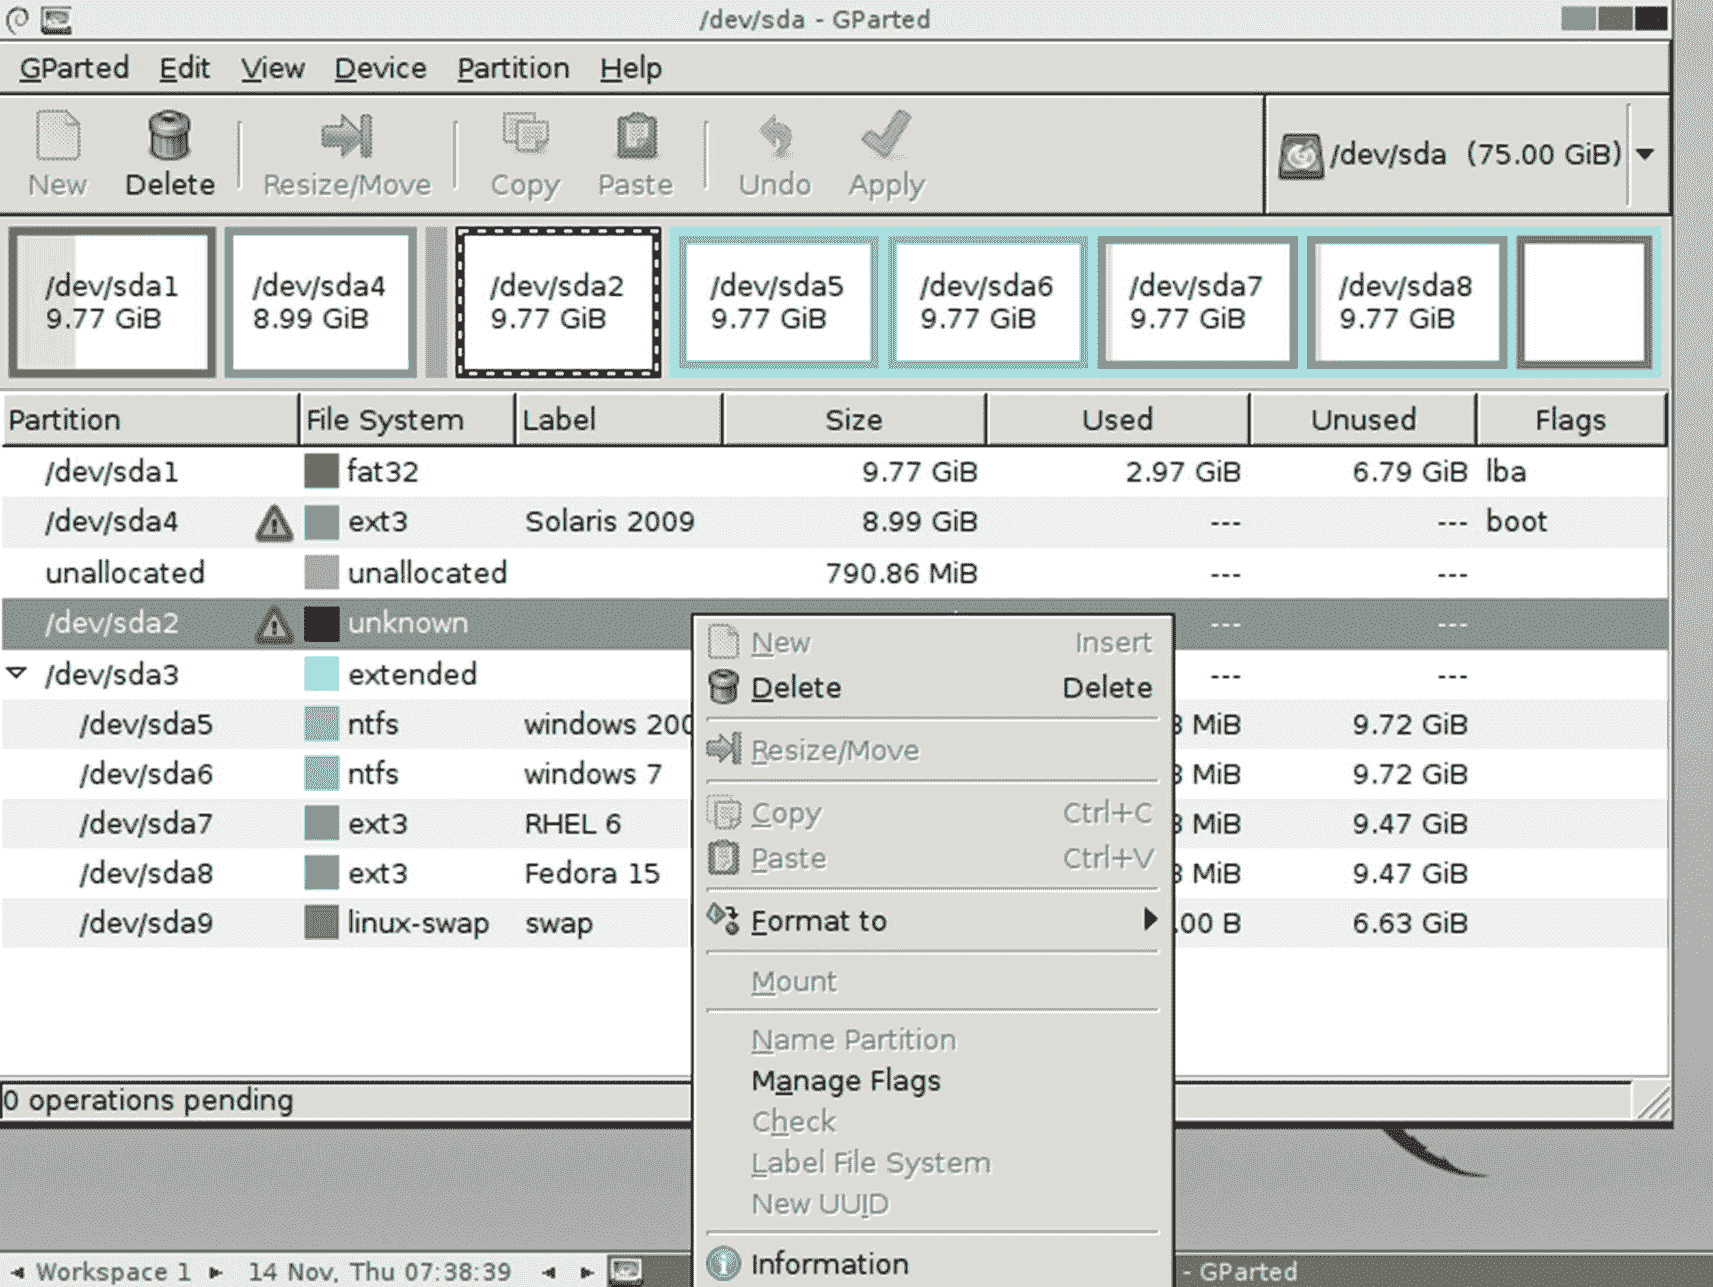 /dev/sda - GParted
GParted Edit View Device Partition Help
New Delete Resize/Move Copy Paste Undo Apply /dev/sda (75.00 GiB)
/dev/sda1 /dev/sda4 /dev/sda2 /dev/sda5 /dev/sda6 /dev/sda7 /dev/sda8
9.77 GiB 8.99 GiB 9.77 GiB 9.77 GiB 9.77 GiB 9.77 GiB 9.77 GiB
Partition File System Label Size Used Unused Flags
/dev/sda1 fat32 9.77 GiB 2.97 GiB 6.79 GiB lba
/dev/sda4 ext3 Solaris 2009 8.99 GiB --- --- boot
unallocated unallocated 790.86 MiB --- ---
/dev/sda2 unknown --- ---
/dev/sda3 extended --- ---
/dev/sda5 ntfs windows 200 MiB 9.72 GiB
/dev/sda6 ntfs windows 7 MiB 9.72 GiB
/dev/sda7 ext3 RHEL 6 MiB 9.47 GiB
/dev/sda8 ext3 Fedora 15 MiB 9.47 GiB
/dev/sda9 linux-swap swap .00 B 6.63 GiB
New Insert
Delete Delete
Resize/Move
Copy Ctrl+C
Paste Ctrl+V
Format to
Mount
Name Partition
Manage Flags
Check
Label File System
New UUID
Information
0 operations pending
Workspace 1 14 Nov, Thu 07:38:39 - GParted